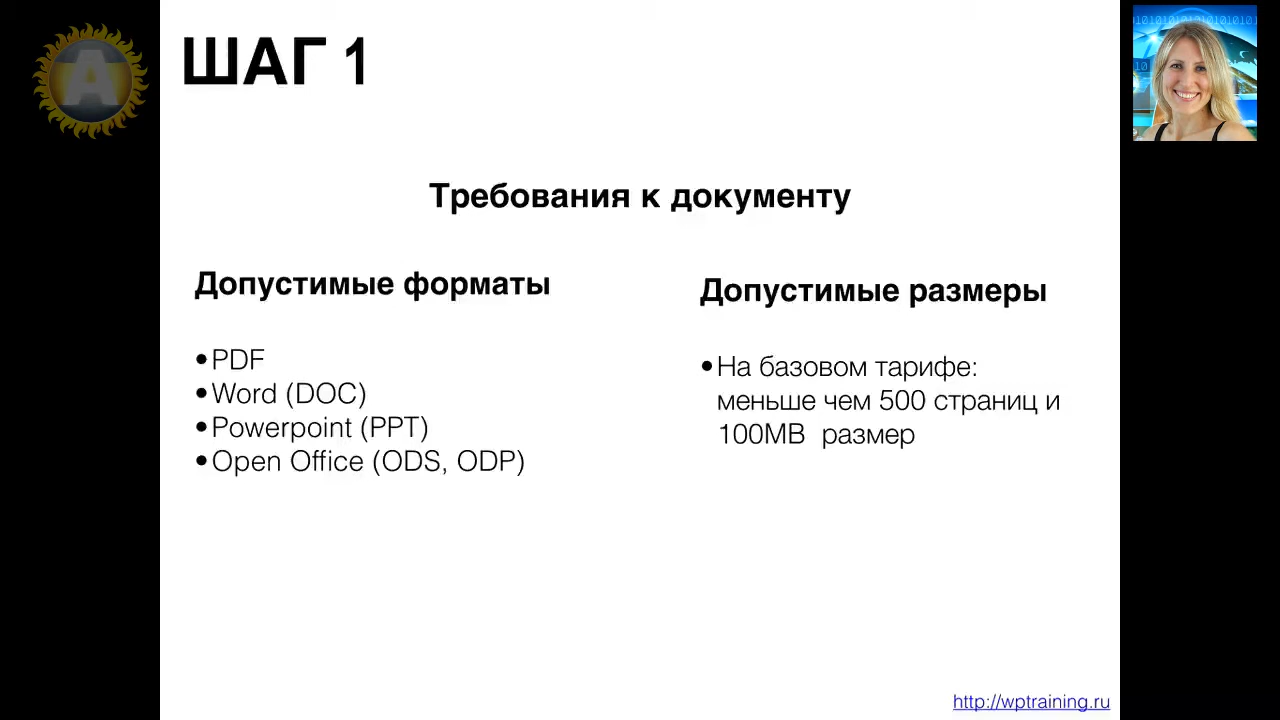 A
ШАГ 1
Требования к документу
Допустимые форматы
•PDF
•Word (DOC)
•Powerpoint (PPT)
•Open Office (ODS, ODP)
Допустимые размеры
•На базовом тарифе:
меньше чем 500 страниц и
100MB размер
http://wptraining.ru